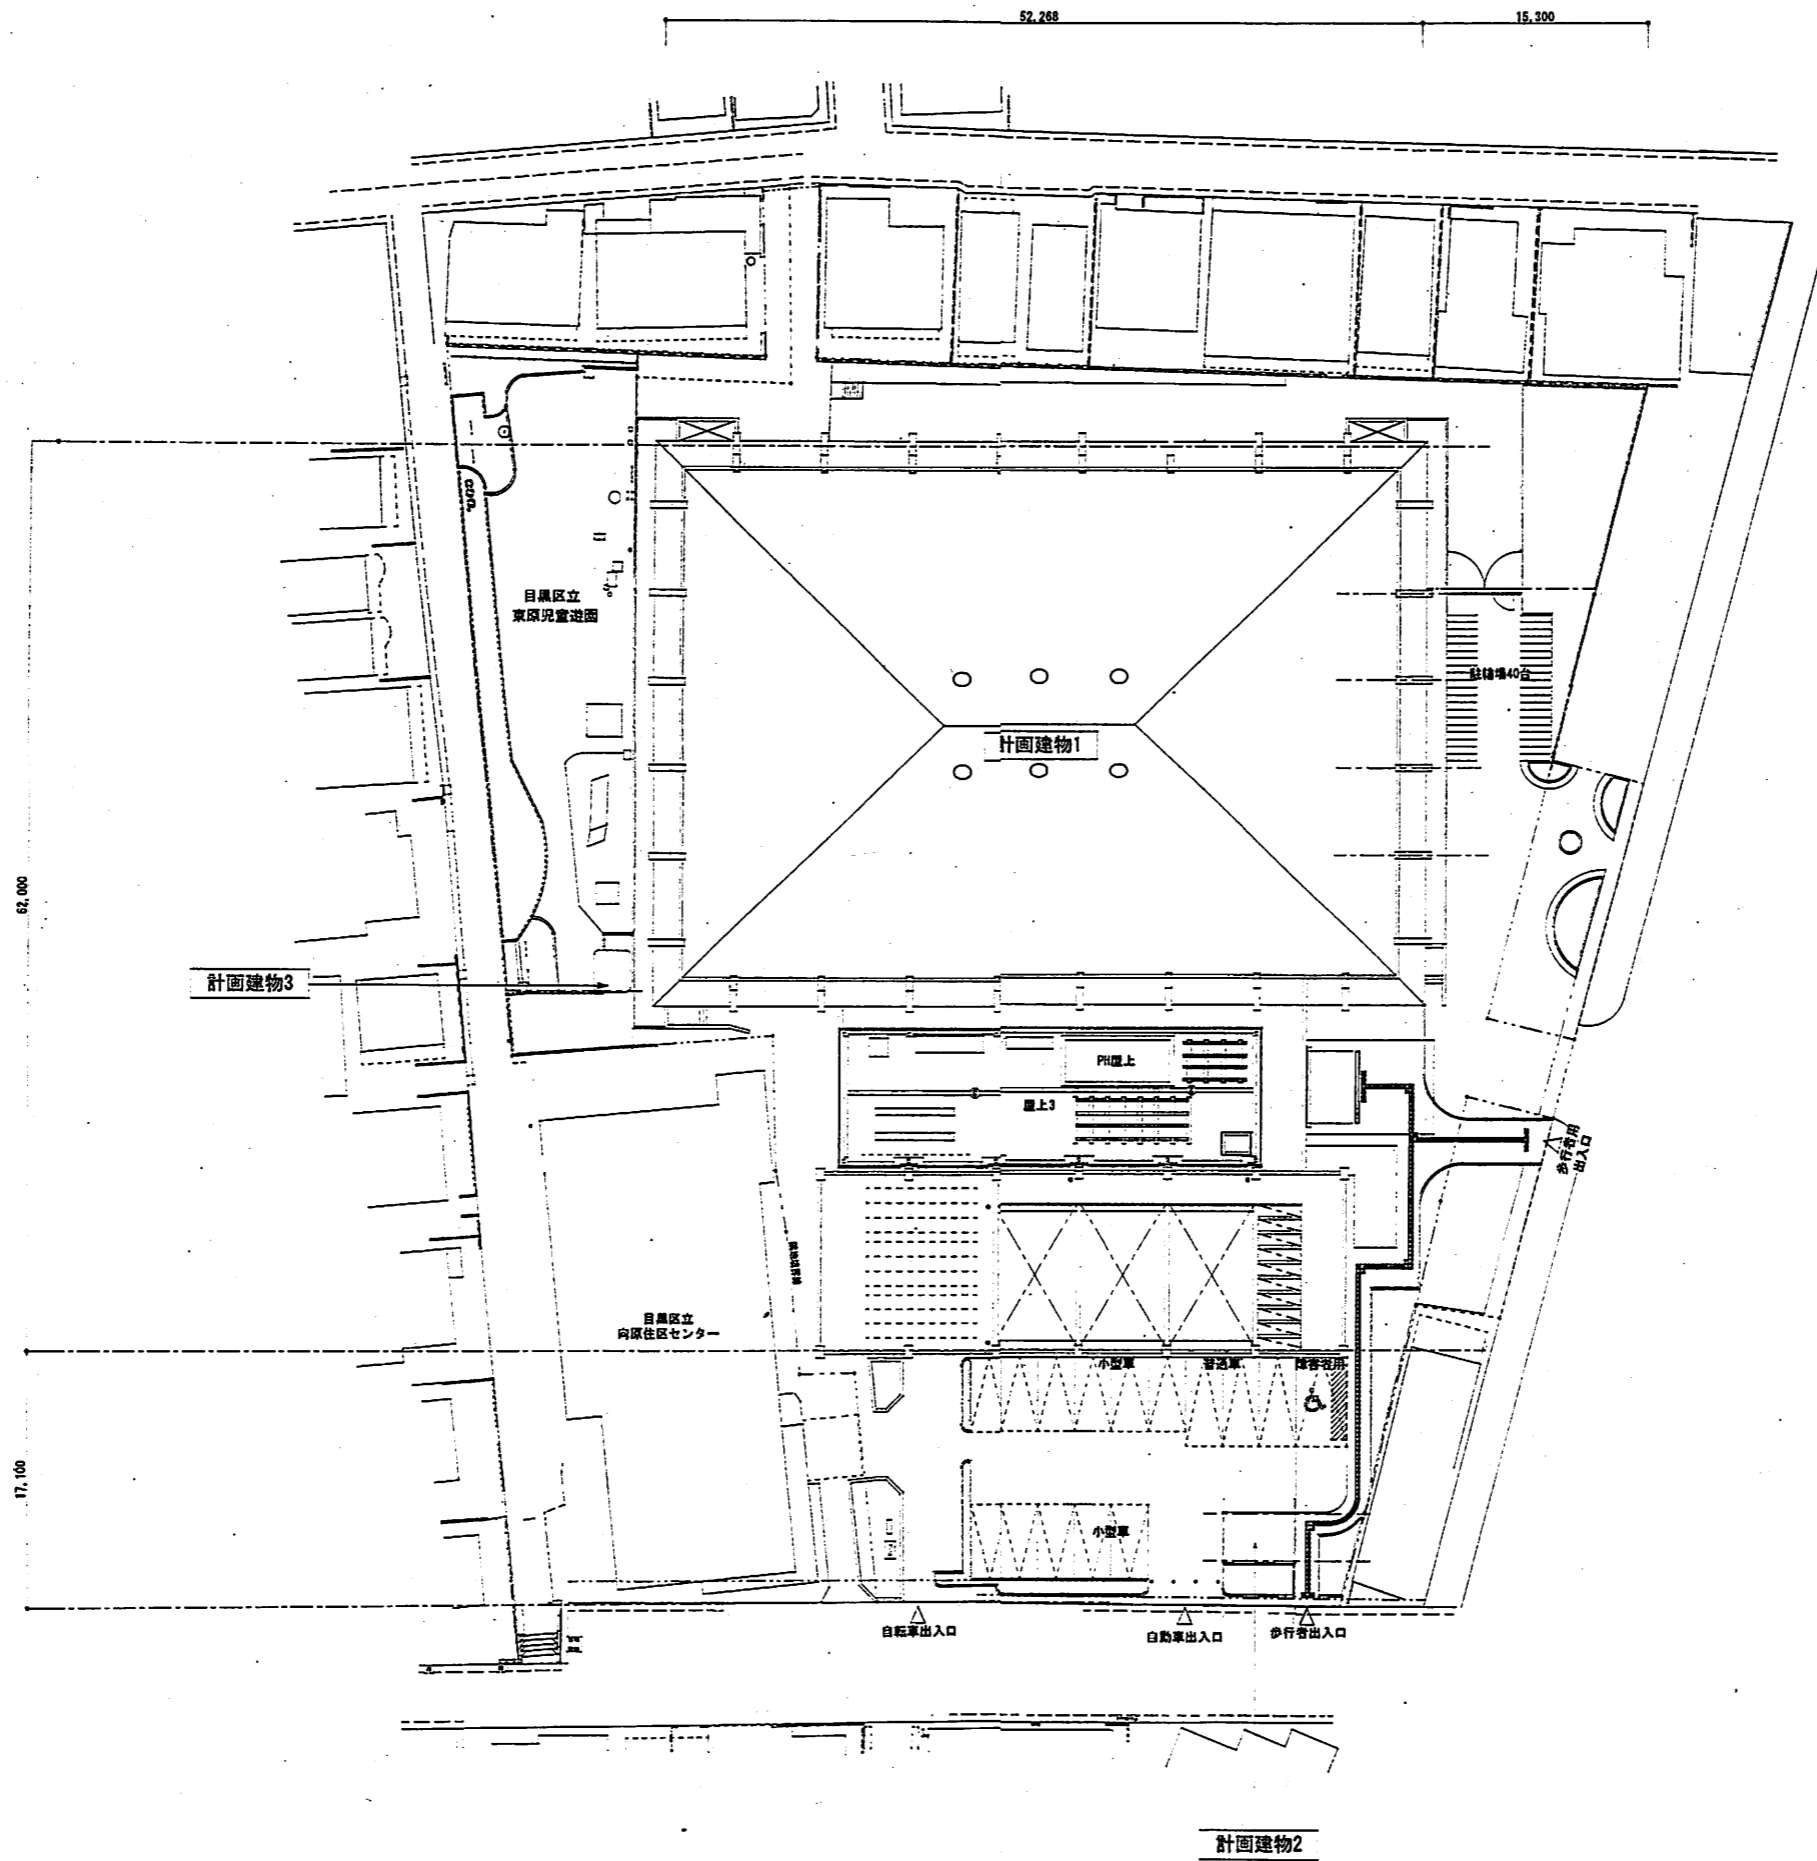 52,268
15,300
目黒区立
東原児童遊園
駐輪場40台
計画建物1
62,000
計画建物3
PH屋上
屋上3
歩行者用
出入口
隣地境界線
目黒区立
向原住区センター
小型車
普通車
障害者用
17,100
小型車
自転車出入口
自動車出入口
歩行者出入口
計画建物2